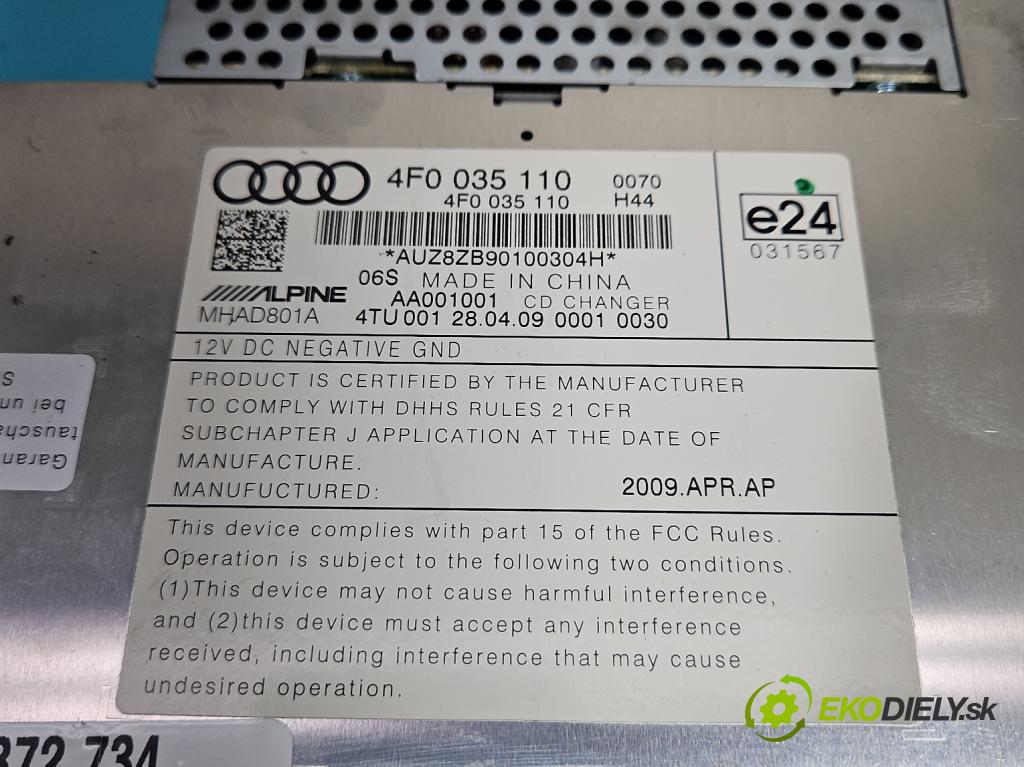 4F0 035 110 0070
4F0 035 110 H44
*AUZ8ZB90100304H*
06S MADE IN CHINA
ALPINE AA001001 CD CHANGER
MHAD801A 4TU 001 28.04.09 0001 0030
e24
031567
12V DC NEGATIVE GND
PRODUCT IS CERTIFIED BY THE MANUFACTURER
TO COMPLY WITH DHHS RULES 21 CFR
SUBCHAPTER J APPLICATION AT THE DATE OF
MANUFACTURE.
MANUFUCTURED: 2009.APR.AP
This device complies with part 15 of the FCC Rules.
Operation is subject to the following two conditions.
(1)This device may not cause harmful interference,
and (2)this device must accept any interference
received, including interference that may cause
undesired operation.
bei un
372 734
EKODIELY.sk